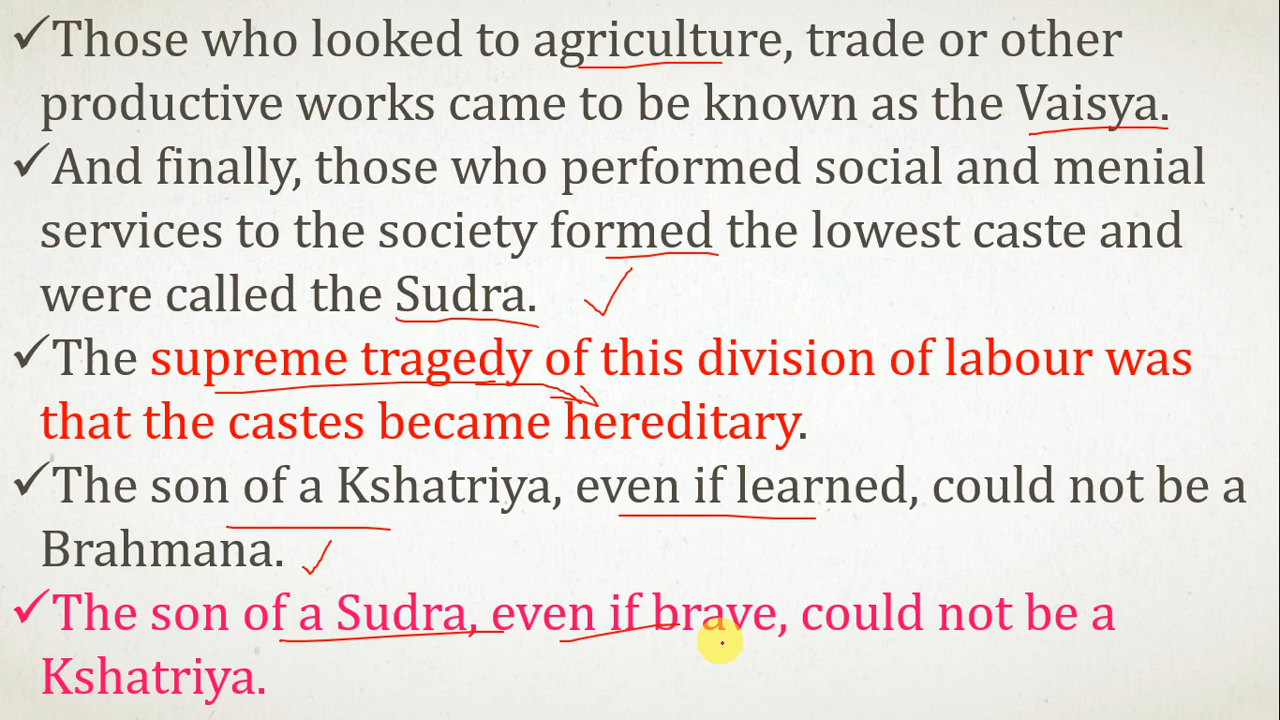 ✓Those who looked to agriculture, trade or other
productive works came to be known as the Vaisya.
✓And finally, those who performed social and menial
services to the society formed the lowest caste and
were called the Sudra.
✓The supreme tragedy of this division of labour was
that the castes became hereditary.
✓The son of a Kshatriya, even if learned, could not be a
Brahmana.
✓The son of a Sudra, even if brave, could not be a
Kshatriya.